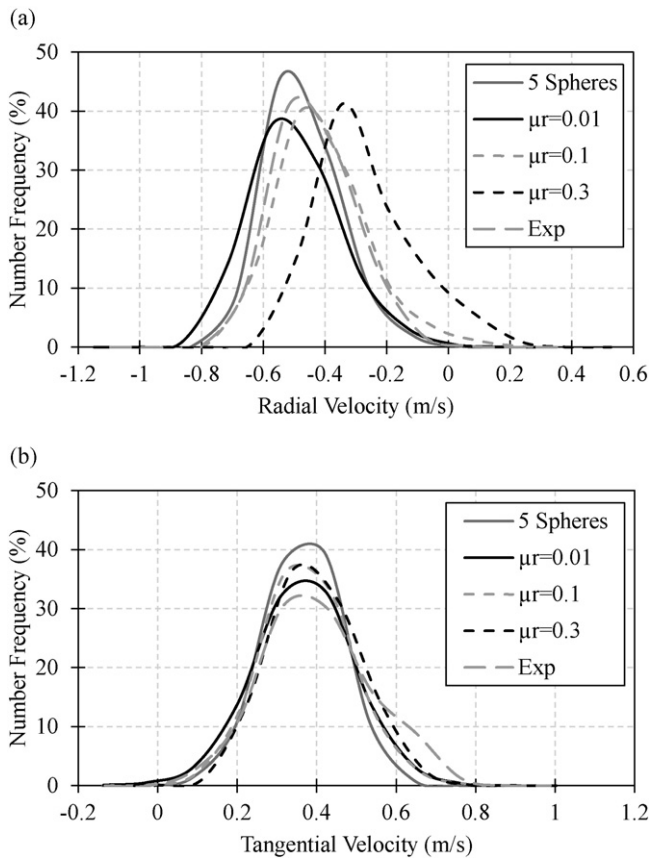 (a)
50
40
30
20
10
0
Number Frequency (%)
-1.2 -1 -0.8 -0.6 -0.4 -0.2 0 0.2 0.4 0.6
Radial Velocity (m/s)
5 Spheres
μr=0.01
μr=0.1
μr=0.3
Exp
(b)
50
40
30
20
10
0
Number Frequency (%)
-0.2 0 0.2 0.4 0.6 0.8 1 1.2
Tangential Velocity (m/s)
5 Spheres
μr=0.01
μr=0.1
μr=0.3
Exp